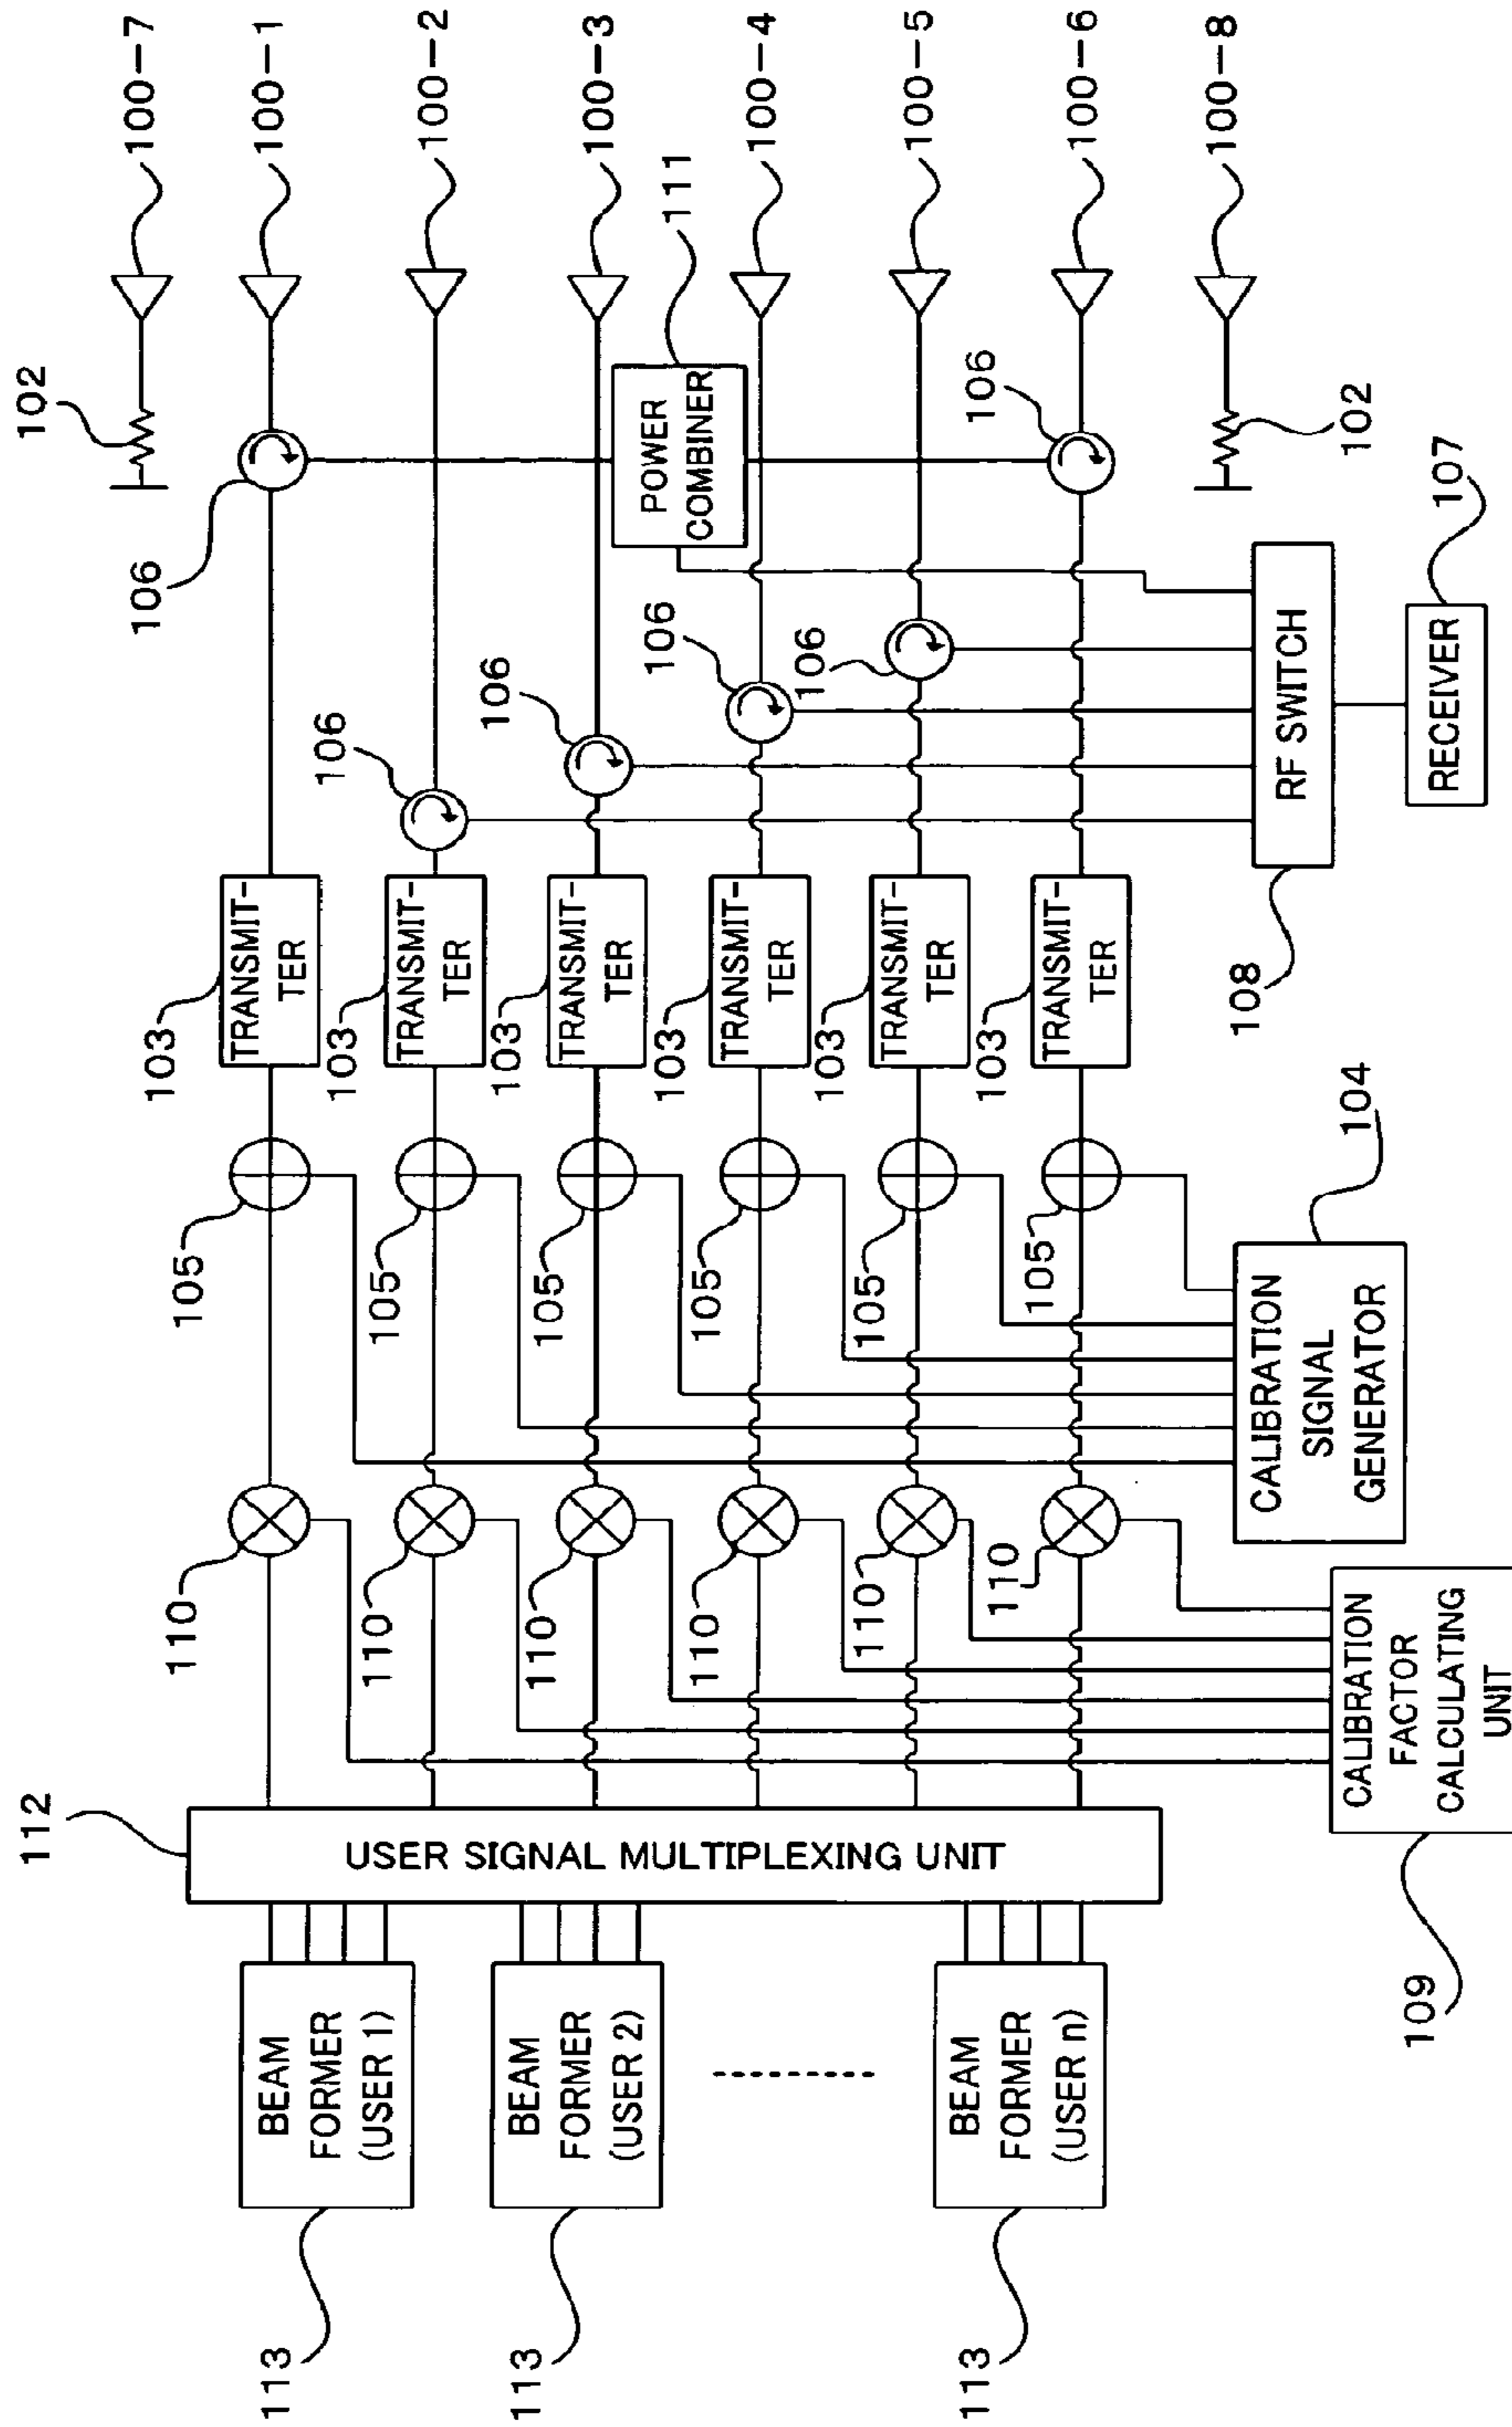 113
BEAM
FORMER
(USER 1)
113
BEAM
FORMER
(USER 2)
113
BEAM
FORMER
(USER n)
112
USER SIGNAL MULTIPLEXING UNIT
110
110
110
110
110
110
109
CALIBRATION
FACTOR
CALCULATING
UNIT
105
105
105
105
105
105
104
CALIBRATION
SIGNAL
GENERATOR
103
TRANSMIT-
TER
103
TRANSMIT-
TER
103
TRANSMIT-
TER
103
TRANSMIT-
TER
103
TRANSMIT-
TER
103
TRANSMIT-
TER
106
106
106
106
106
106
108
RF SWITCH
107
RECEIVER
111
POWER
COMBINER
102
102
100-7
100-1
100-2
100-3
100-4
100-5
100-6
100-8